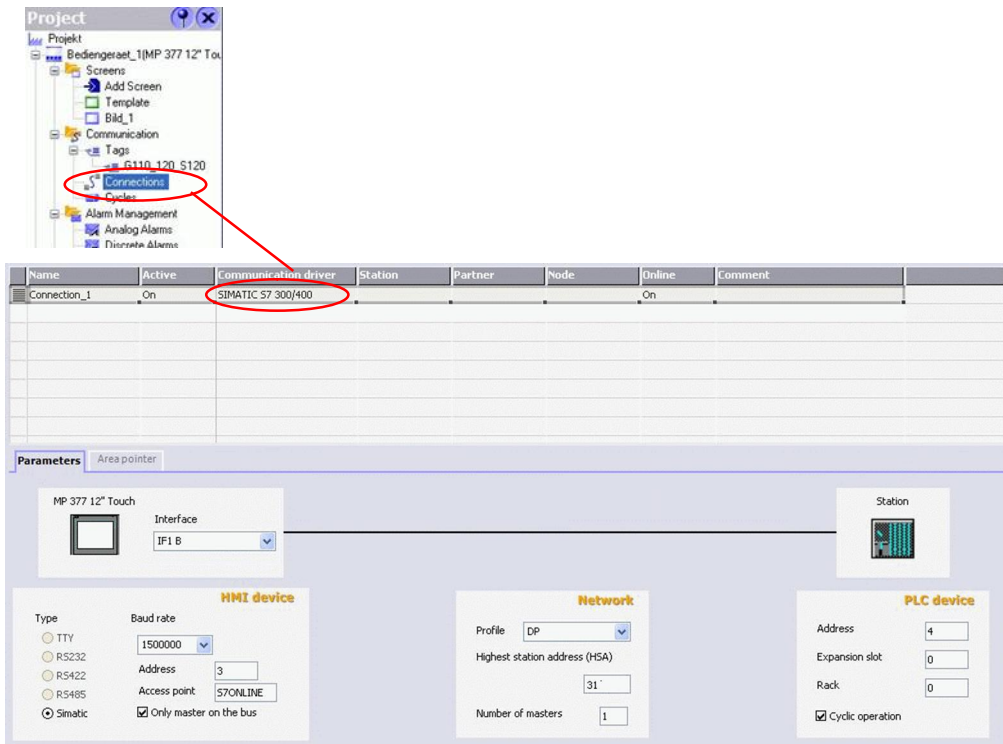 Project
Projekt
Bediengeraet_1(MP 377 12" Tou
Screens
Add Screen
Template
Bild_1
Communication
Tags
G110_120_S120
Connections
Cycles
Alarm Management
Analog Alarms
Discrete Alarms
Name Active Communication driver Station Partner Node Online Comment
Connection_1 On SIMATIC S7 300/400 On
Parameters Area pointer
MP 377 12" Touch
Interface
IF1 B
Station
HMI device
Type Baud rate
TTY
1500000
RS232
Address 3
RS422
Access point S7ONLINE
RS485
Simatic Only master on the bus
Network
Profile DP
Highest station address (HSA)
31
Number of masters 1
PLC device
Address 4
Expansion slot 0
Rack 0
Cyclic operation